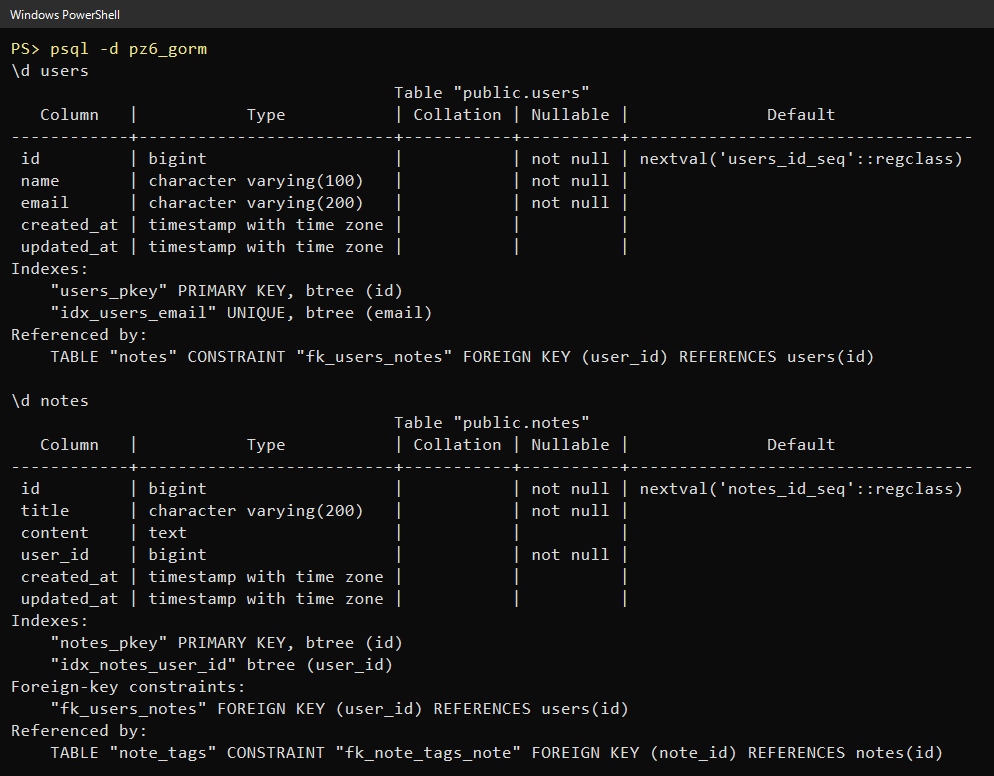 Windows PowerShell
PS> psql -d pz6_gorm
\d users
                                       Table "public.users"
   Column   |           Type           | Collation | Nullable |              Default
------------+--------------------------+-----------+----------+-----------------------------------
 id         | bigint                   |           | not null | nextval('users_id_seq'::regclass)
 name       | character varying(100)   |           | not null |
 email      | character varying(200)   |           | not null |
 created_at | timestamp with time zone |           |          |
 updated_at | timestamp with time zone |           |          |
Indexes:
    "users_pkey" PRIMARY KEY, btree (id)
    "idx_users_email" UNIQUE, btree (email)
Referenced by:
    TABLE "notes" CONSTRAINT "fk_users_notes" FOREIGN KEY (user_id) REFERENCES users(id)

\d notes
                                       Table "public.notes"
   Column   |           Type           | Collation | Nullable |              Default
------------+--------------------------+-----------+----------+-----------------------------------
 id         | bigint                   |           | not null | nextval('notes_id_seq'::regclass)
 title      | character varying(200)   |           | not null |
 content    | text                     |           |          |
 user_id    | bigint                   |           | not null |
 created_at | timestamp with time zone |           |          |
 updated_at | timestamp with time zone |           |          |
Indexes:
    "notes_pkey" PRIMARY KEY, btree (id)
    "idx_notes_user_id" btree (user_id)
Foreign-key constraints:
    "fk_users_notes" FOREIGN KEY (user_id) REFERENCES users(id)
Referenced by:
    TABLE "note_tags" CONSTRAINT "fk_note_tags_note" FOREIGN KEY (note_id) REFERENCES notes(id)